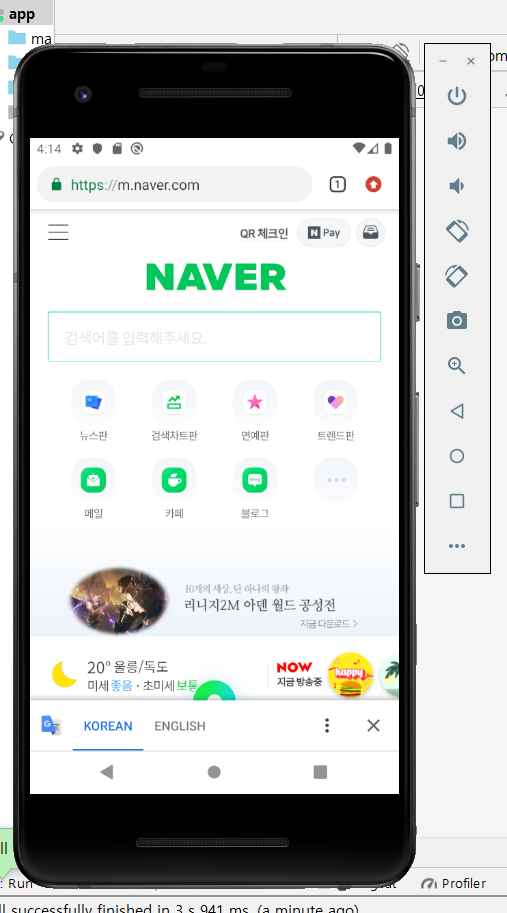 app
ma
4:14
https://m.naver.com
1
QR 체크인
N Pay
NAVER
검색어를 입력해주세요.
뉴스판
검색차트판
연예판
트렌드판
메일
카페
블로그
10개의 세상, 단 하나의 왕좌
리니지2M 아덴 월드 공성전
지금 다운로드 >
20° 울릉/독도
미세 좋음 · 초미세 보통
NOW
지금 방송중
happy
KOREAN
ENGLISH
: Run
Profiler
ll successfully finished in 3 s 941 ms. (a minute ago)